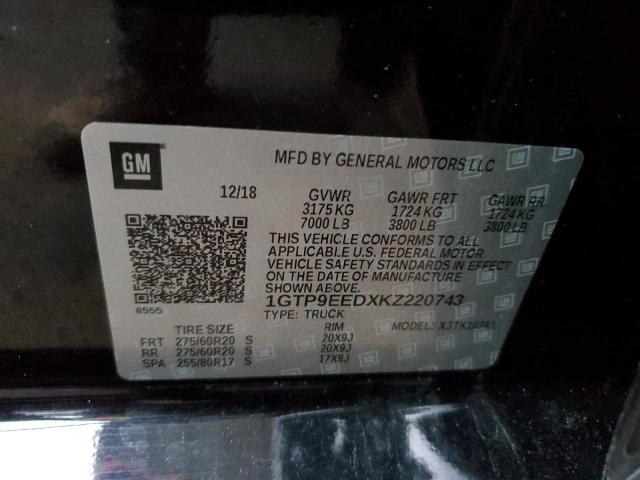 GM
MFD BY GENERAL MOTORS LLC
12/18 GVWR GAWR FRT GAWR RR
3175 KG 1724 KG 1724 KG
7000 LB 3800 LB 3800 LB
THIS VEHICLE CONFORMS TO ALL
APPLICABLE U.S. FEDERAL MOTOR
VEHICLE SAFETY STANDARDS IN EFFECT
ON THE DATE OF MANUFACTURE
SHOWN ABOVE.
8555
1GTP9EEDXKZ220743
TYPE: TRUCK MODEL: X3TK10743
TIRE SIZE RIM
FRT 275/60R20 S 20X9J
RR 275/60R20 S 20X9J
SPA 255/80R17 S 17X8J